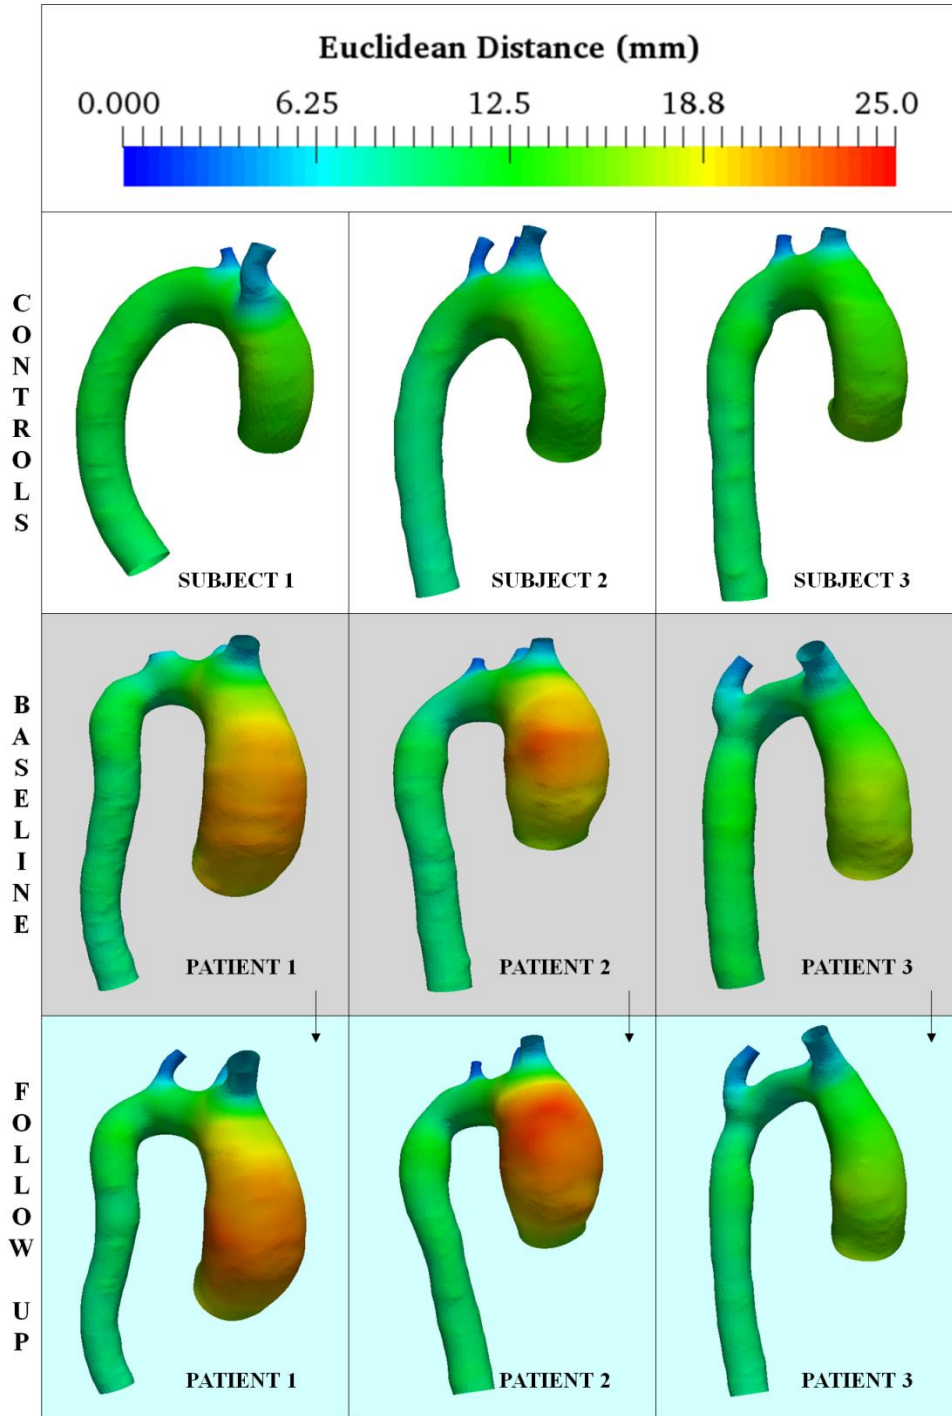 Euclidean Distance (mm)
0.000 6.25 12.5 18.8 25.0
CONTROLS
SUBJECT 1 SUBJECT 2 SUBJECT 3
BASELINE
PATIENT 1 PATIENT 2 PATIENT 3
FOLLOW UP
PATIENT 1 PATIENT 2 PATIENT 3